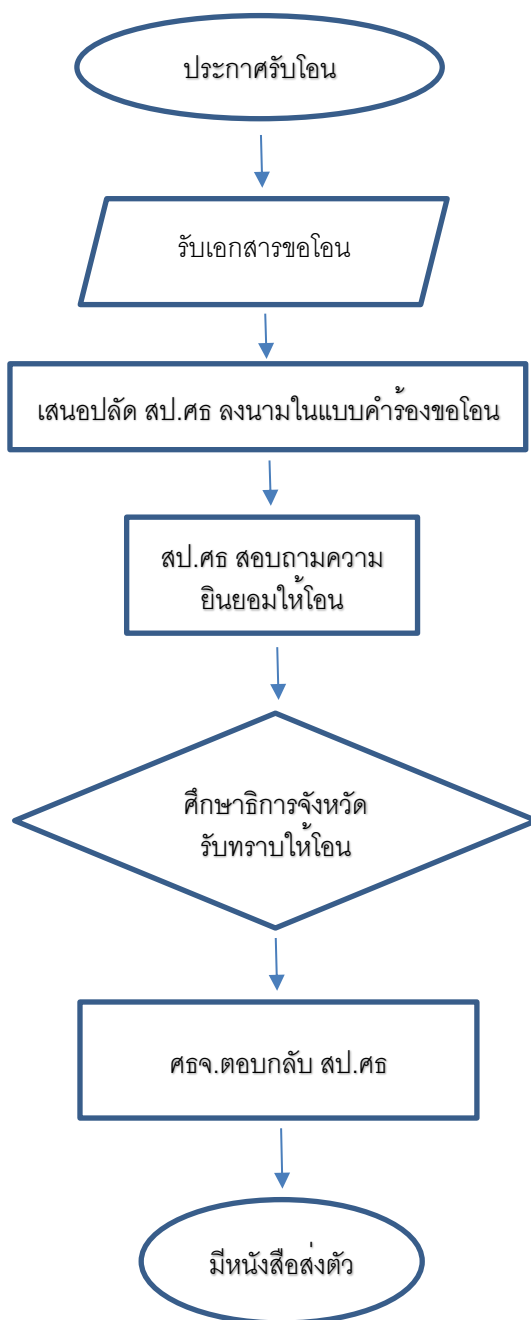 ประกาศรับโอน
รับเอกสารขอโอน
เสนอปลัด สป.ศธ ลงนามในแบบคำร้องขอโอน
สป.ศธ สอบถามความ
ยินยอมให้โอน
ศึกษาธิการจังหวัด
รับทราบให้โอน
ศธจ.ตอบกลับ สป.ศธ
มีหนังสือส่งตัว